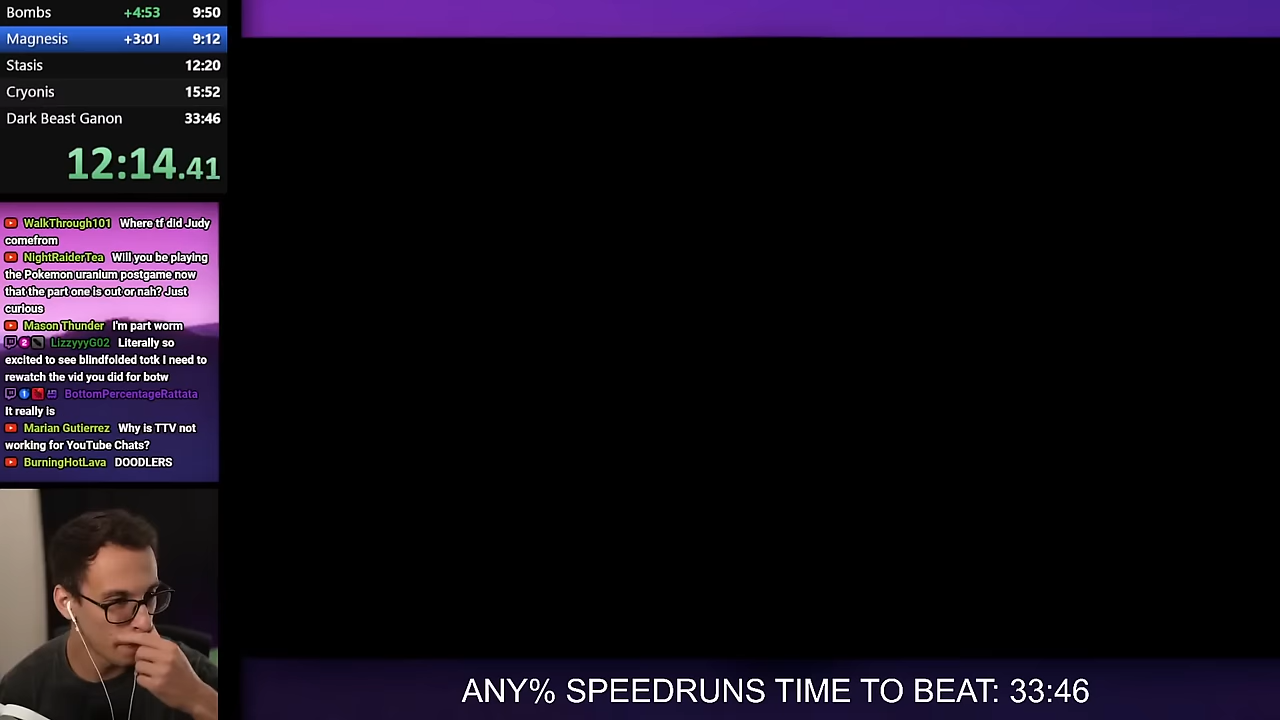 Bombs +4:53 9:50
Magnesis +3:01 9:12
Stasis 12:20
Cryonis 15:52
Dark Beast Ganon 33:46
12:14.41
WalkThrough101 Where tf did Judy
comefrom
NightRaiderTea Will you be playing
the Pokemon uranium postgame now
that the part one is out or nah? Just
curious
Mason Thunder I'm part worm
2 LizzyyyG02 Literally so
excited to see blindfolded totk I need to
rewatch the vid you did for botw
1 BottomPercentageRattata
It really is
Marian Gutierrez Why is TTV not
working for YouTube Chats?
BurningHotLava DOODLERS
ANY% SPEEDRUNS TIME TO BEAT: 33:46